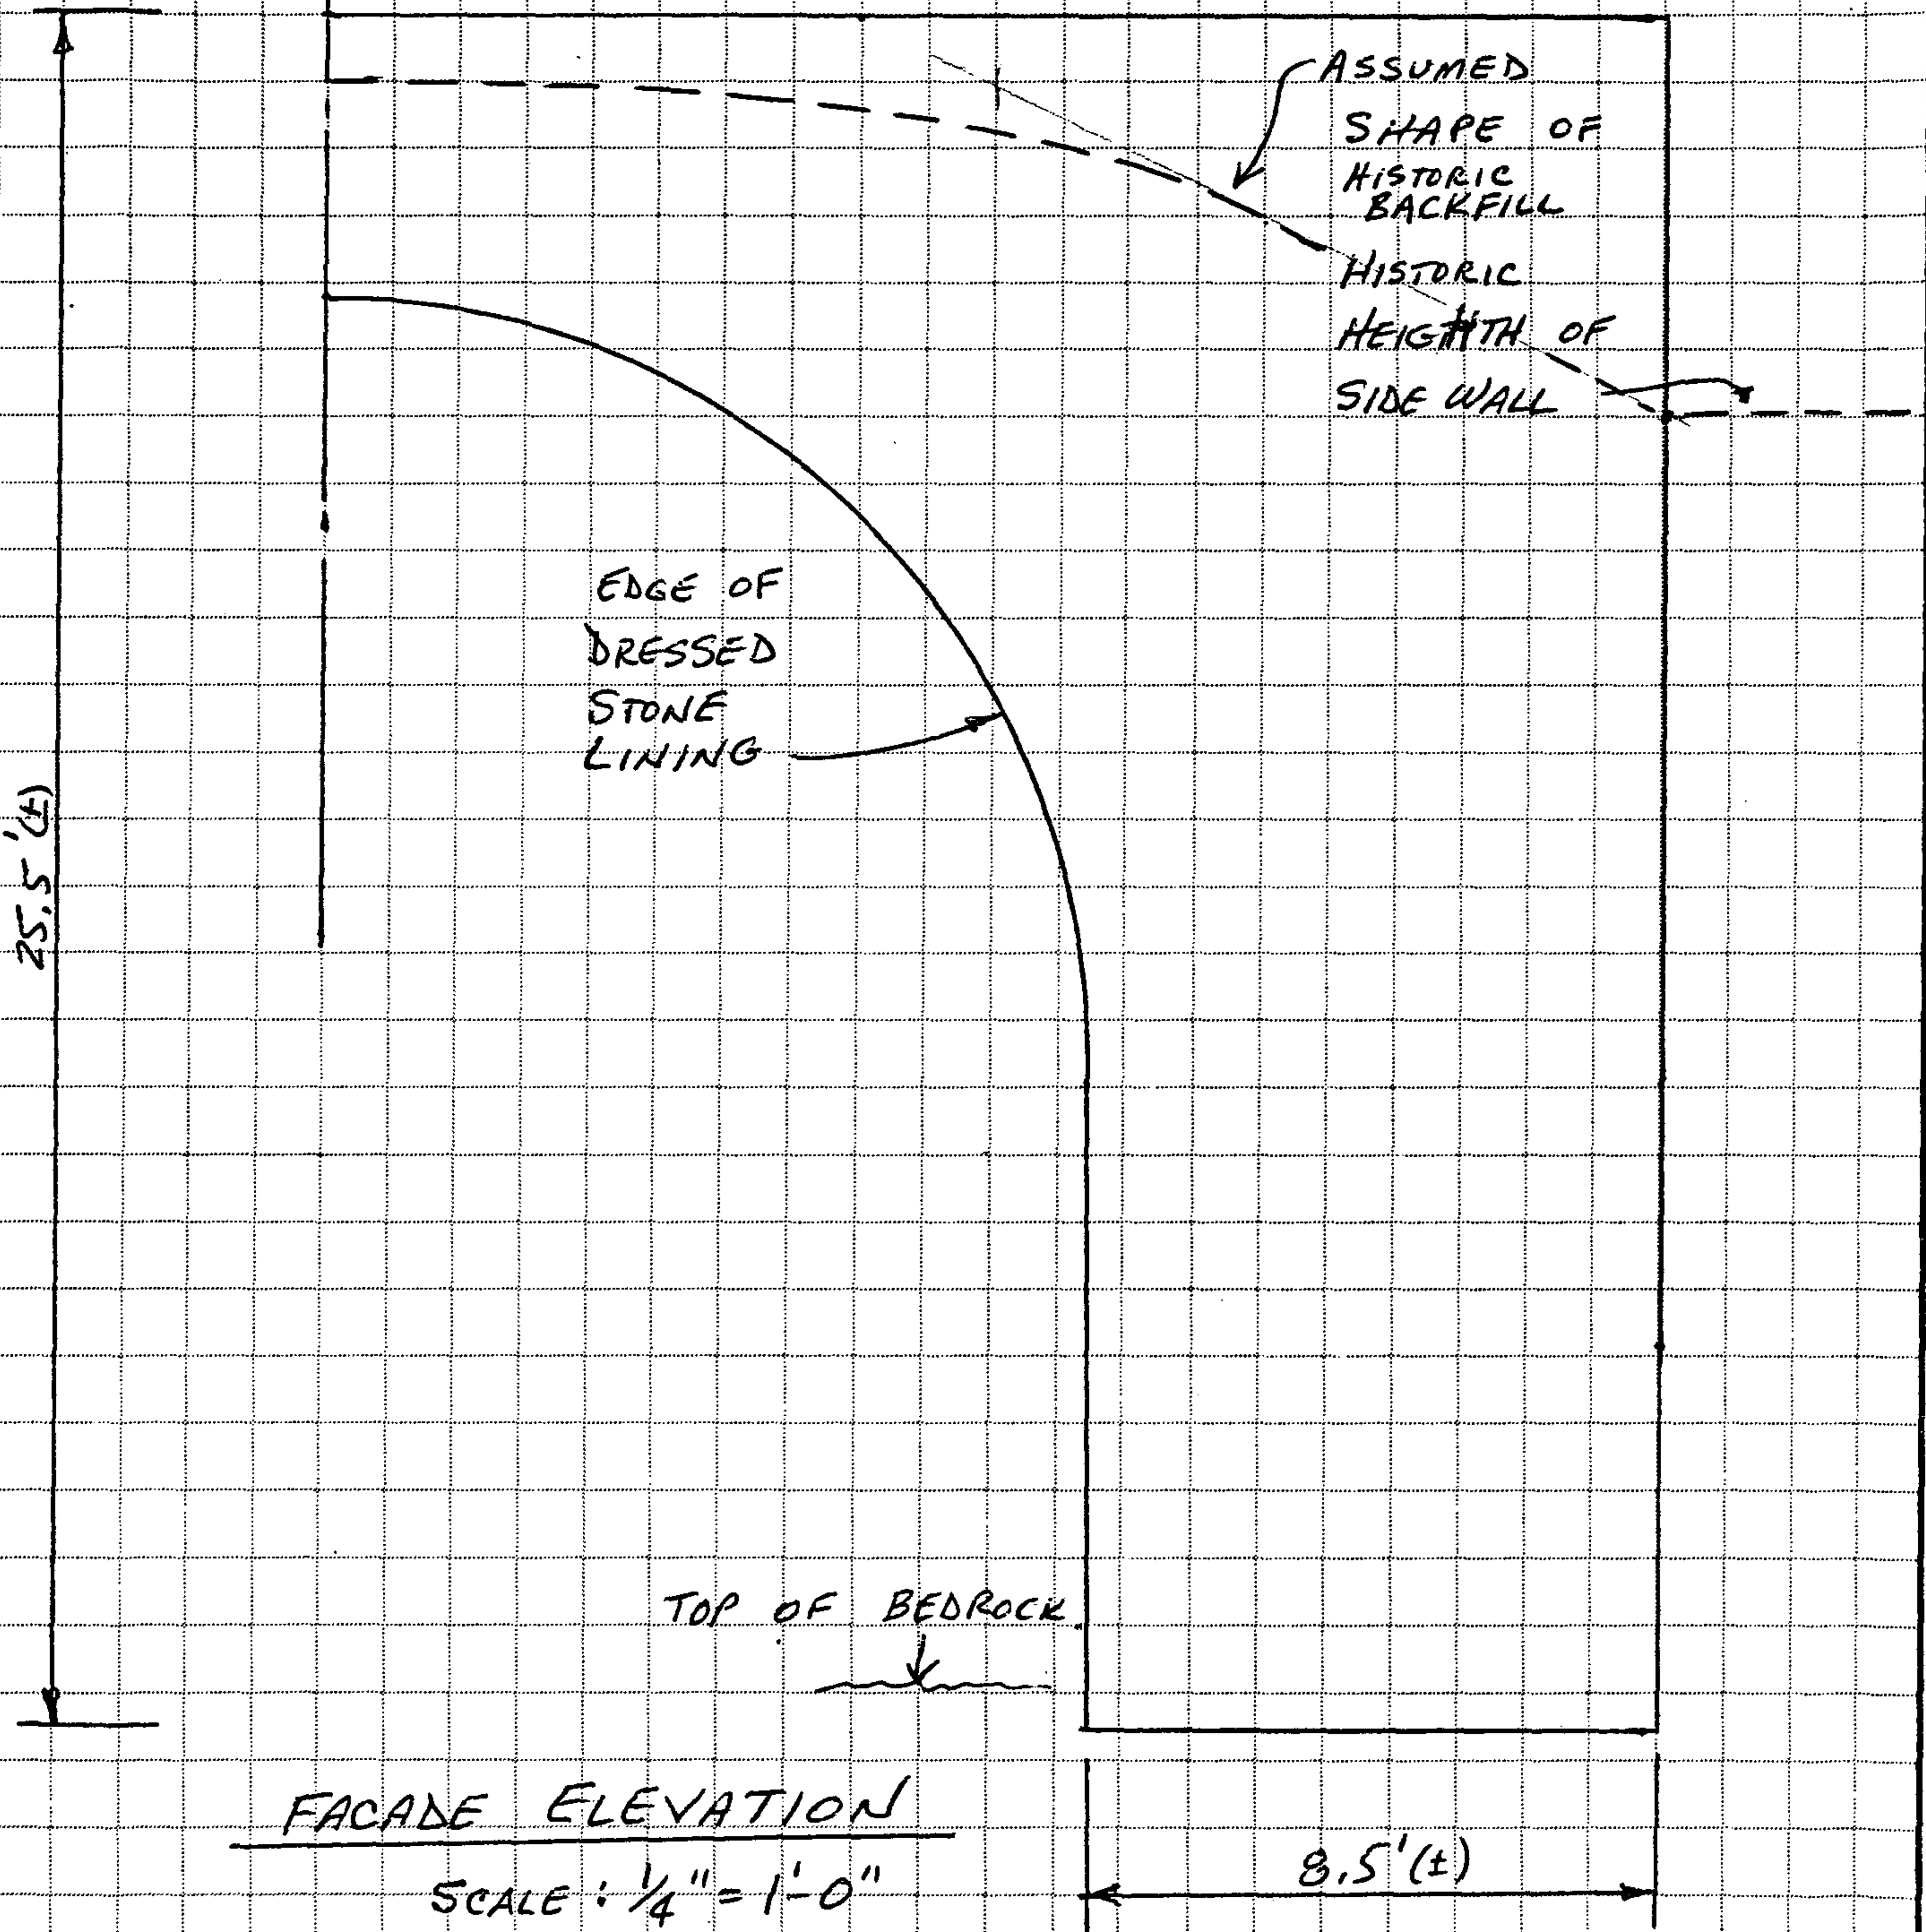 ASSUMED
SHAPE OF
HISTORIC
BACKFILL
HISTORIC
HEIGHTH OF
SIDE WALL
EDGE OF
DRESSED
STONE
LINING
25.5'(±)
TOP OF BEDROCK
FACADE ELEVATION
SCALE: 1/4" = 1'-0"
8.5'(±)